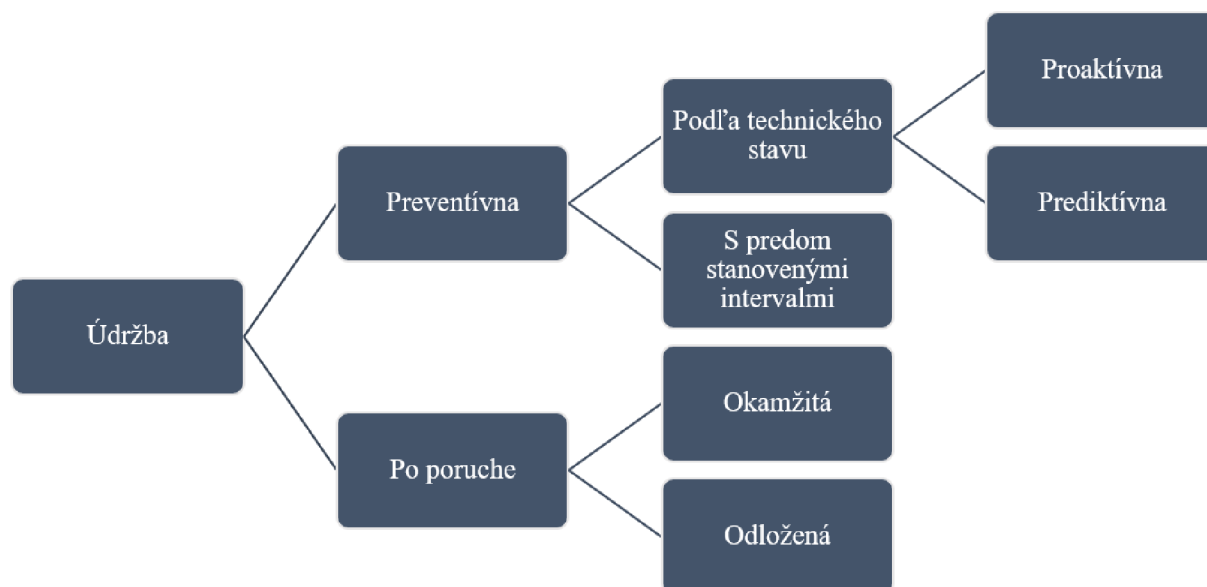 Údržba
Preventívna
Po poruche
Podľa technického
stavu
S predom
stanovenými
intervalmi
Okamžitá
Odložená
Proaktívna
Prediktívna